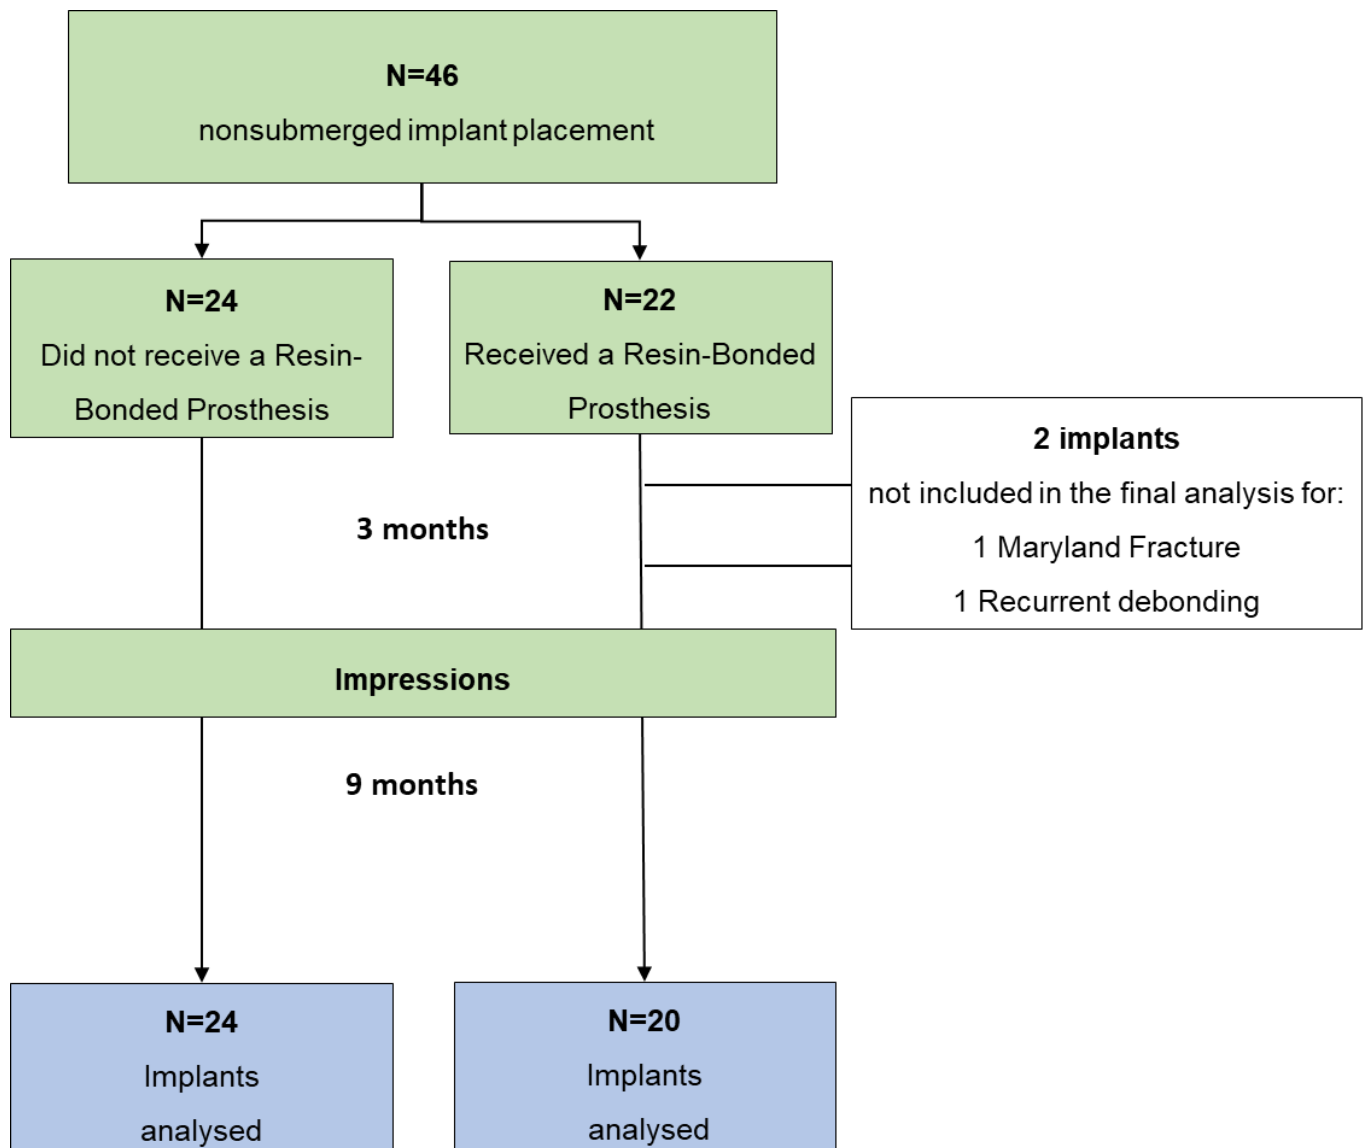 N=46
nonsubmerged implant placement
N=24
Did not receive a Resin-
Bonded Prosthesis
N=22
Received a Resin-Bonded
Prosthesis
2 implants
not included in the final analysis for:
1 Maryland Fracture
1 Recurrent debonding
3 months
Impressions
9 months
N=24
Implants
analysed
N=20
Implants
analysed